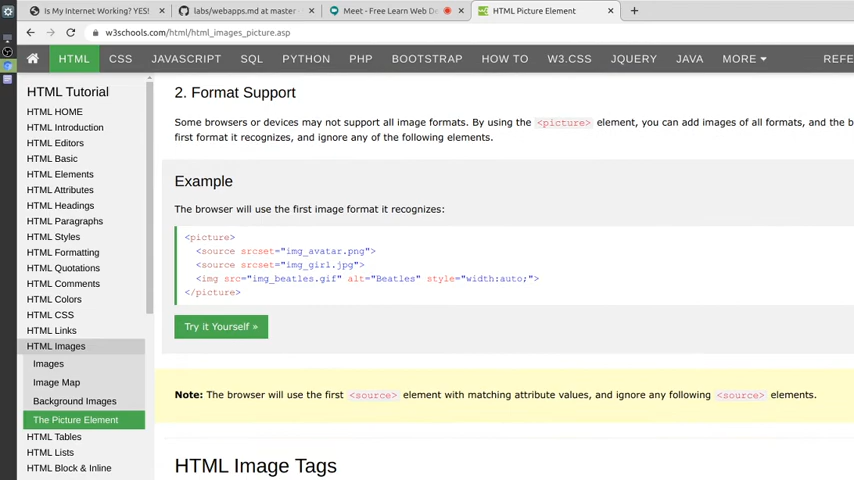 Is My Internet Working? YES!
labs/webapps.md at master
Meet - Free Learn Web De
HTML Picture Element
w3schools.com/html/html_images_picture.asp
HTML CSS JAVASCRIPT SQL PYTHON PHP BOOTSTRAP HOW TO W3.CSS JQUERY JAVA MORE REFE
HTML Tutorial
HTML HOME
HTML Introduction
HTML Editors
HTML Basic
HTML Elements
HTML Attributes
HTML Headings
HTML Paragraphs
HTML Styles
HTML Formatting
HTML Quotations
HTML Comments
HTML Colors
HTML CSS
HTML Links
HTML Images
Images
Image Map
Background Images
The Picture Element
HTML Tables
HTML Lists
HTML Block & Inline
2. Format Support
Some browsers or devices may not support all image formats. By using the <picture> element, you can add images of all formats, and the b
first format it recognizes, and ignore any of the following elements.
Example
The browser will use the first image format it recognizes:
<picture>
<source srcset="img_avatar.png">
<source srcset="img_girl.jpg">
<img src="img_beatles.gif" alt="Beatles" style="width:auto;">
</picture>
Try it Yourself »
Note: The browser will use the first <source> element with matching attribute values, and ignore any following <source> elements.
HTML Image Tags